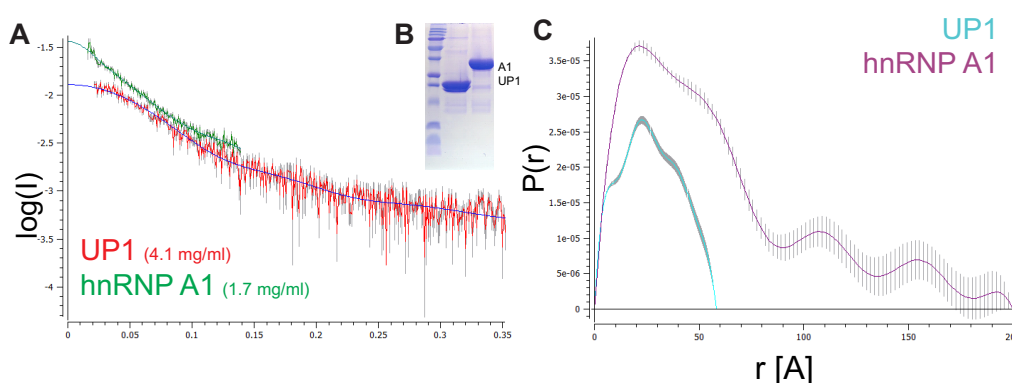 A
B
C
-1.5
-2
-2.5
-3
-3.5
-4
log(I)
0
0.05
0.1
0.15
0.2
0.25
0.3
0.35
UP1 (4.1 mg/ml)
hnRNP A1 (1.7 mg/ml)
A1
UP1
UP1
hnRNP A1
3.5e-05
3e-05
2.5e-05
2e-05
1.5e-05
1e-05
5e-06
0
P(r)
0
50
100
150
r [A]